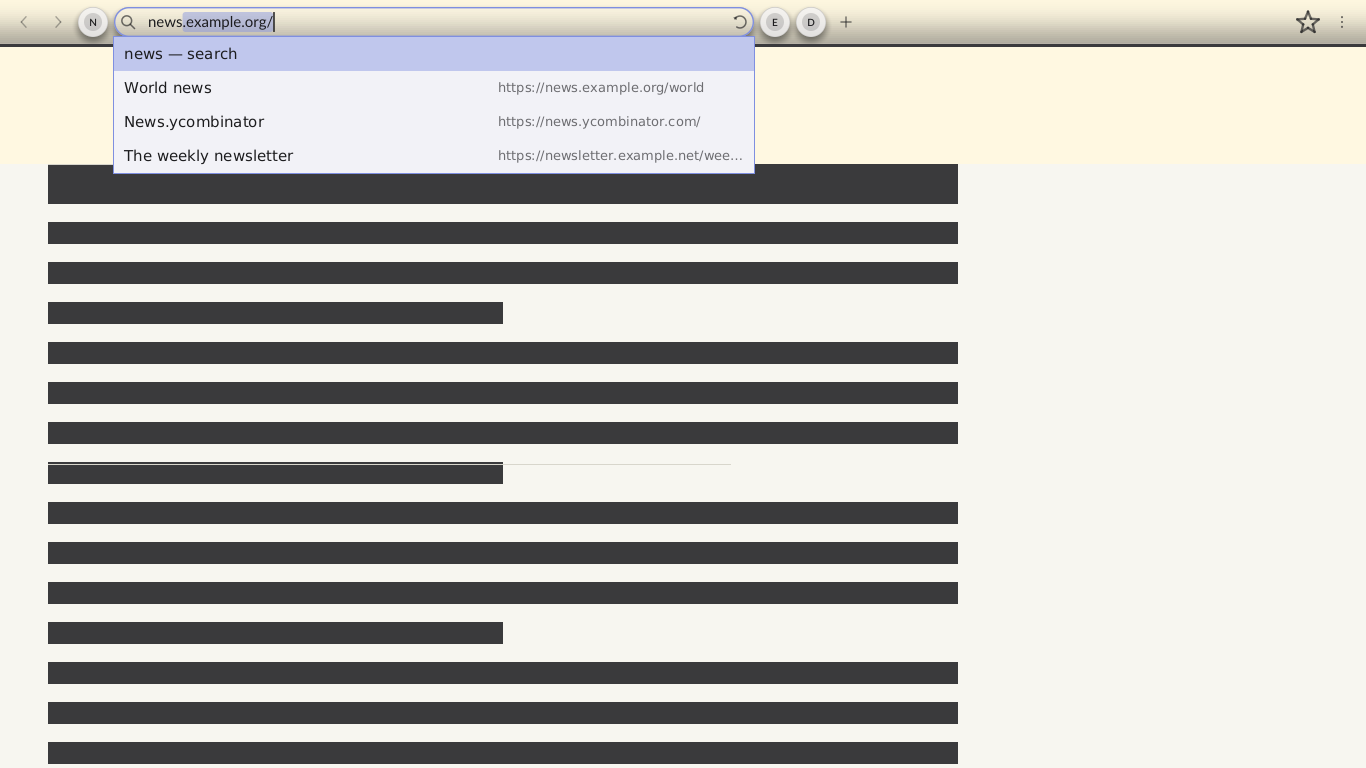 N news.example.org/ E D
news — search
World news https://news.example.org/world
News.ycombinator https://news.ycombinator.com/
The weekly newsletter https://newsletter.example.net/wee...